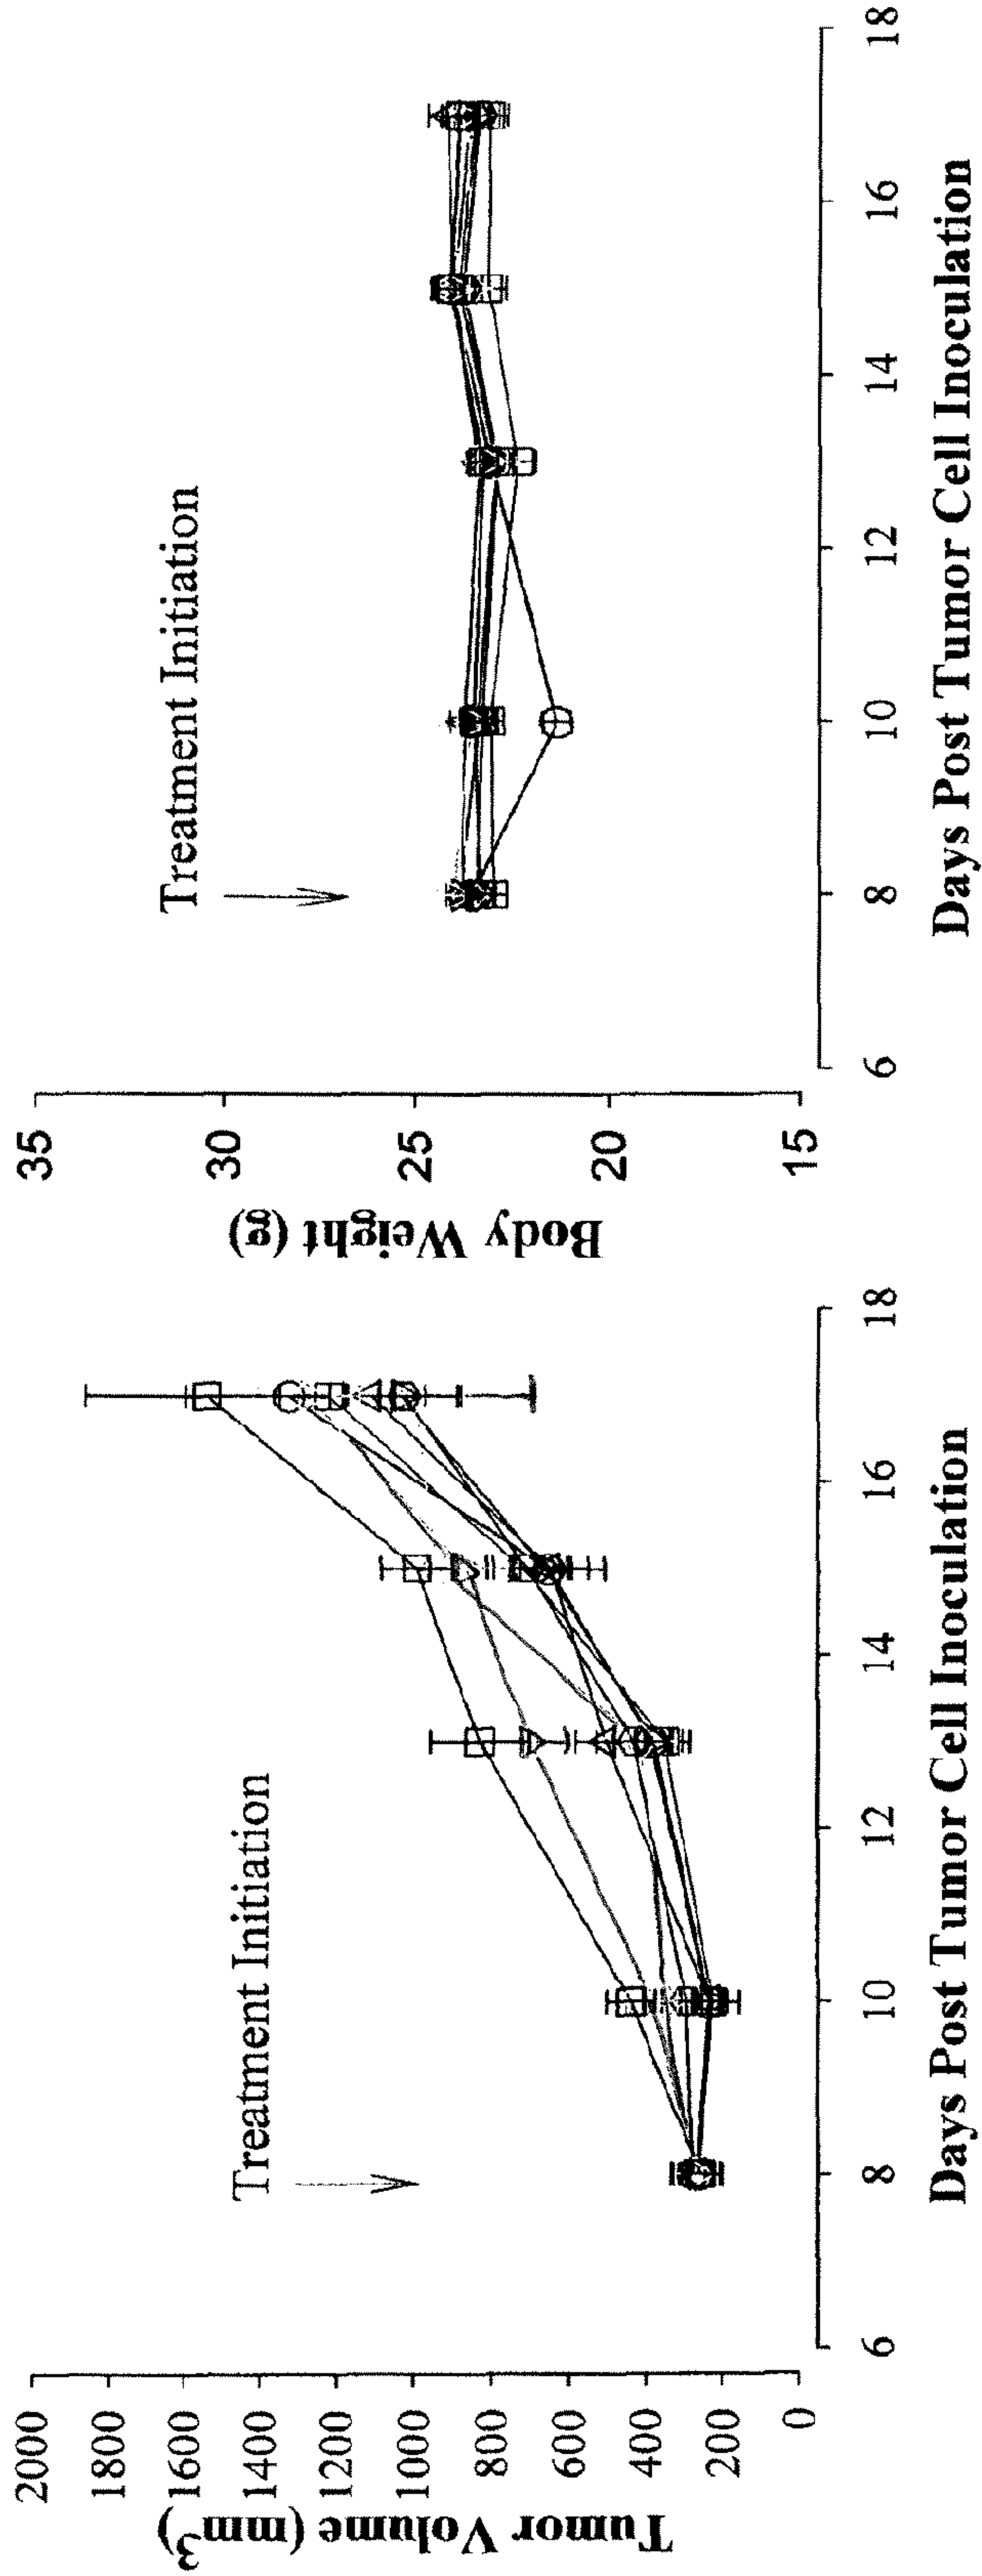 Tumor Volume (mm3)
2000
1800
1600
1400
1200
1000
800
600
400
200
0
Treatment Initiation
6 8 10 12 14 16 18
Days Post Tumor Cell Inoculation
Body Weight (g)
35
30
25
20
15
Treatment Initiation
6 8 10 12 14 16 18
Days Post Tumor Cell Inoculation